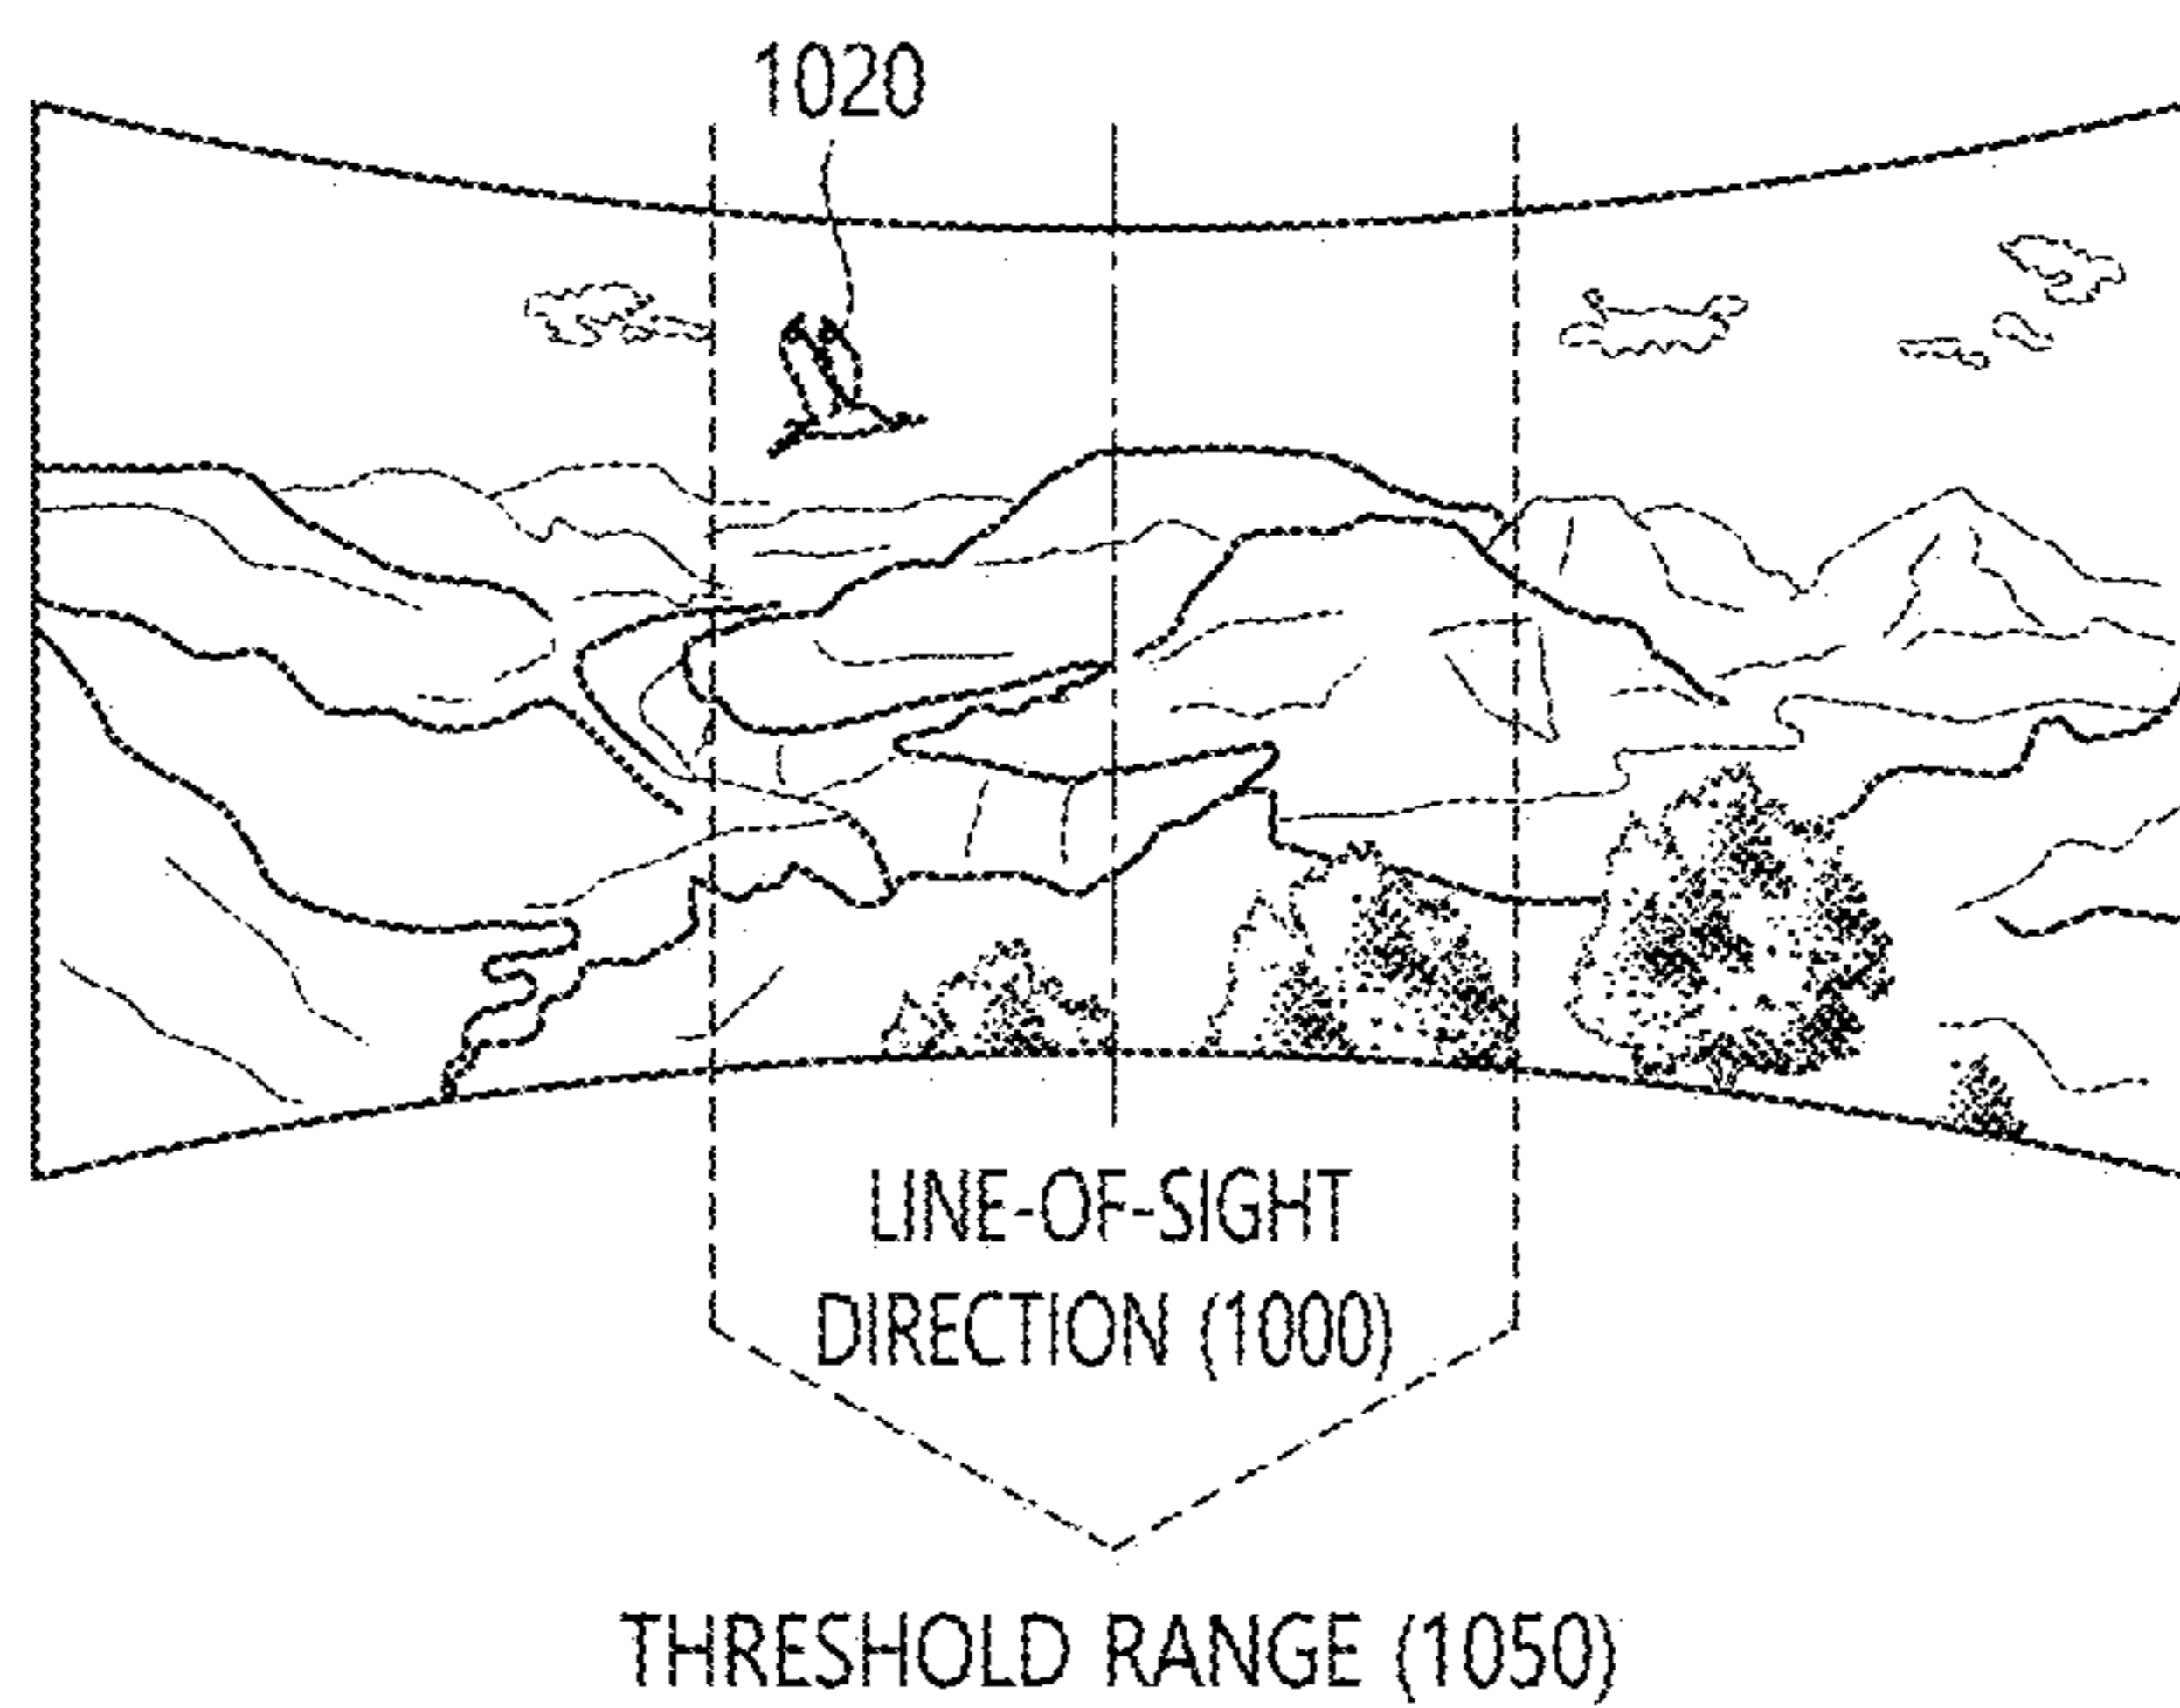 1020
LINE-OF-SIGHT
DIRECTION (1000)
THRESHOLD RANGE (1050)